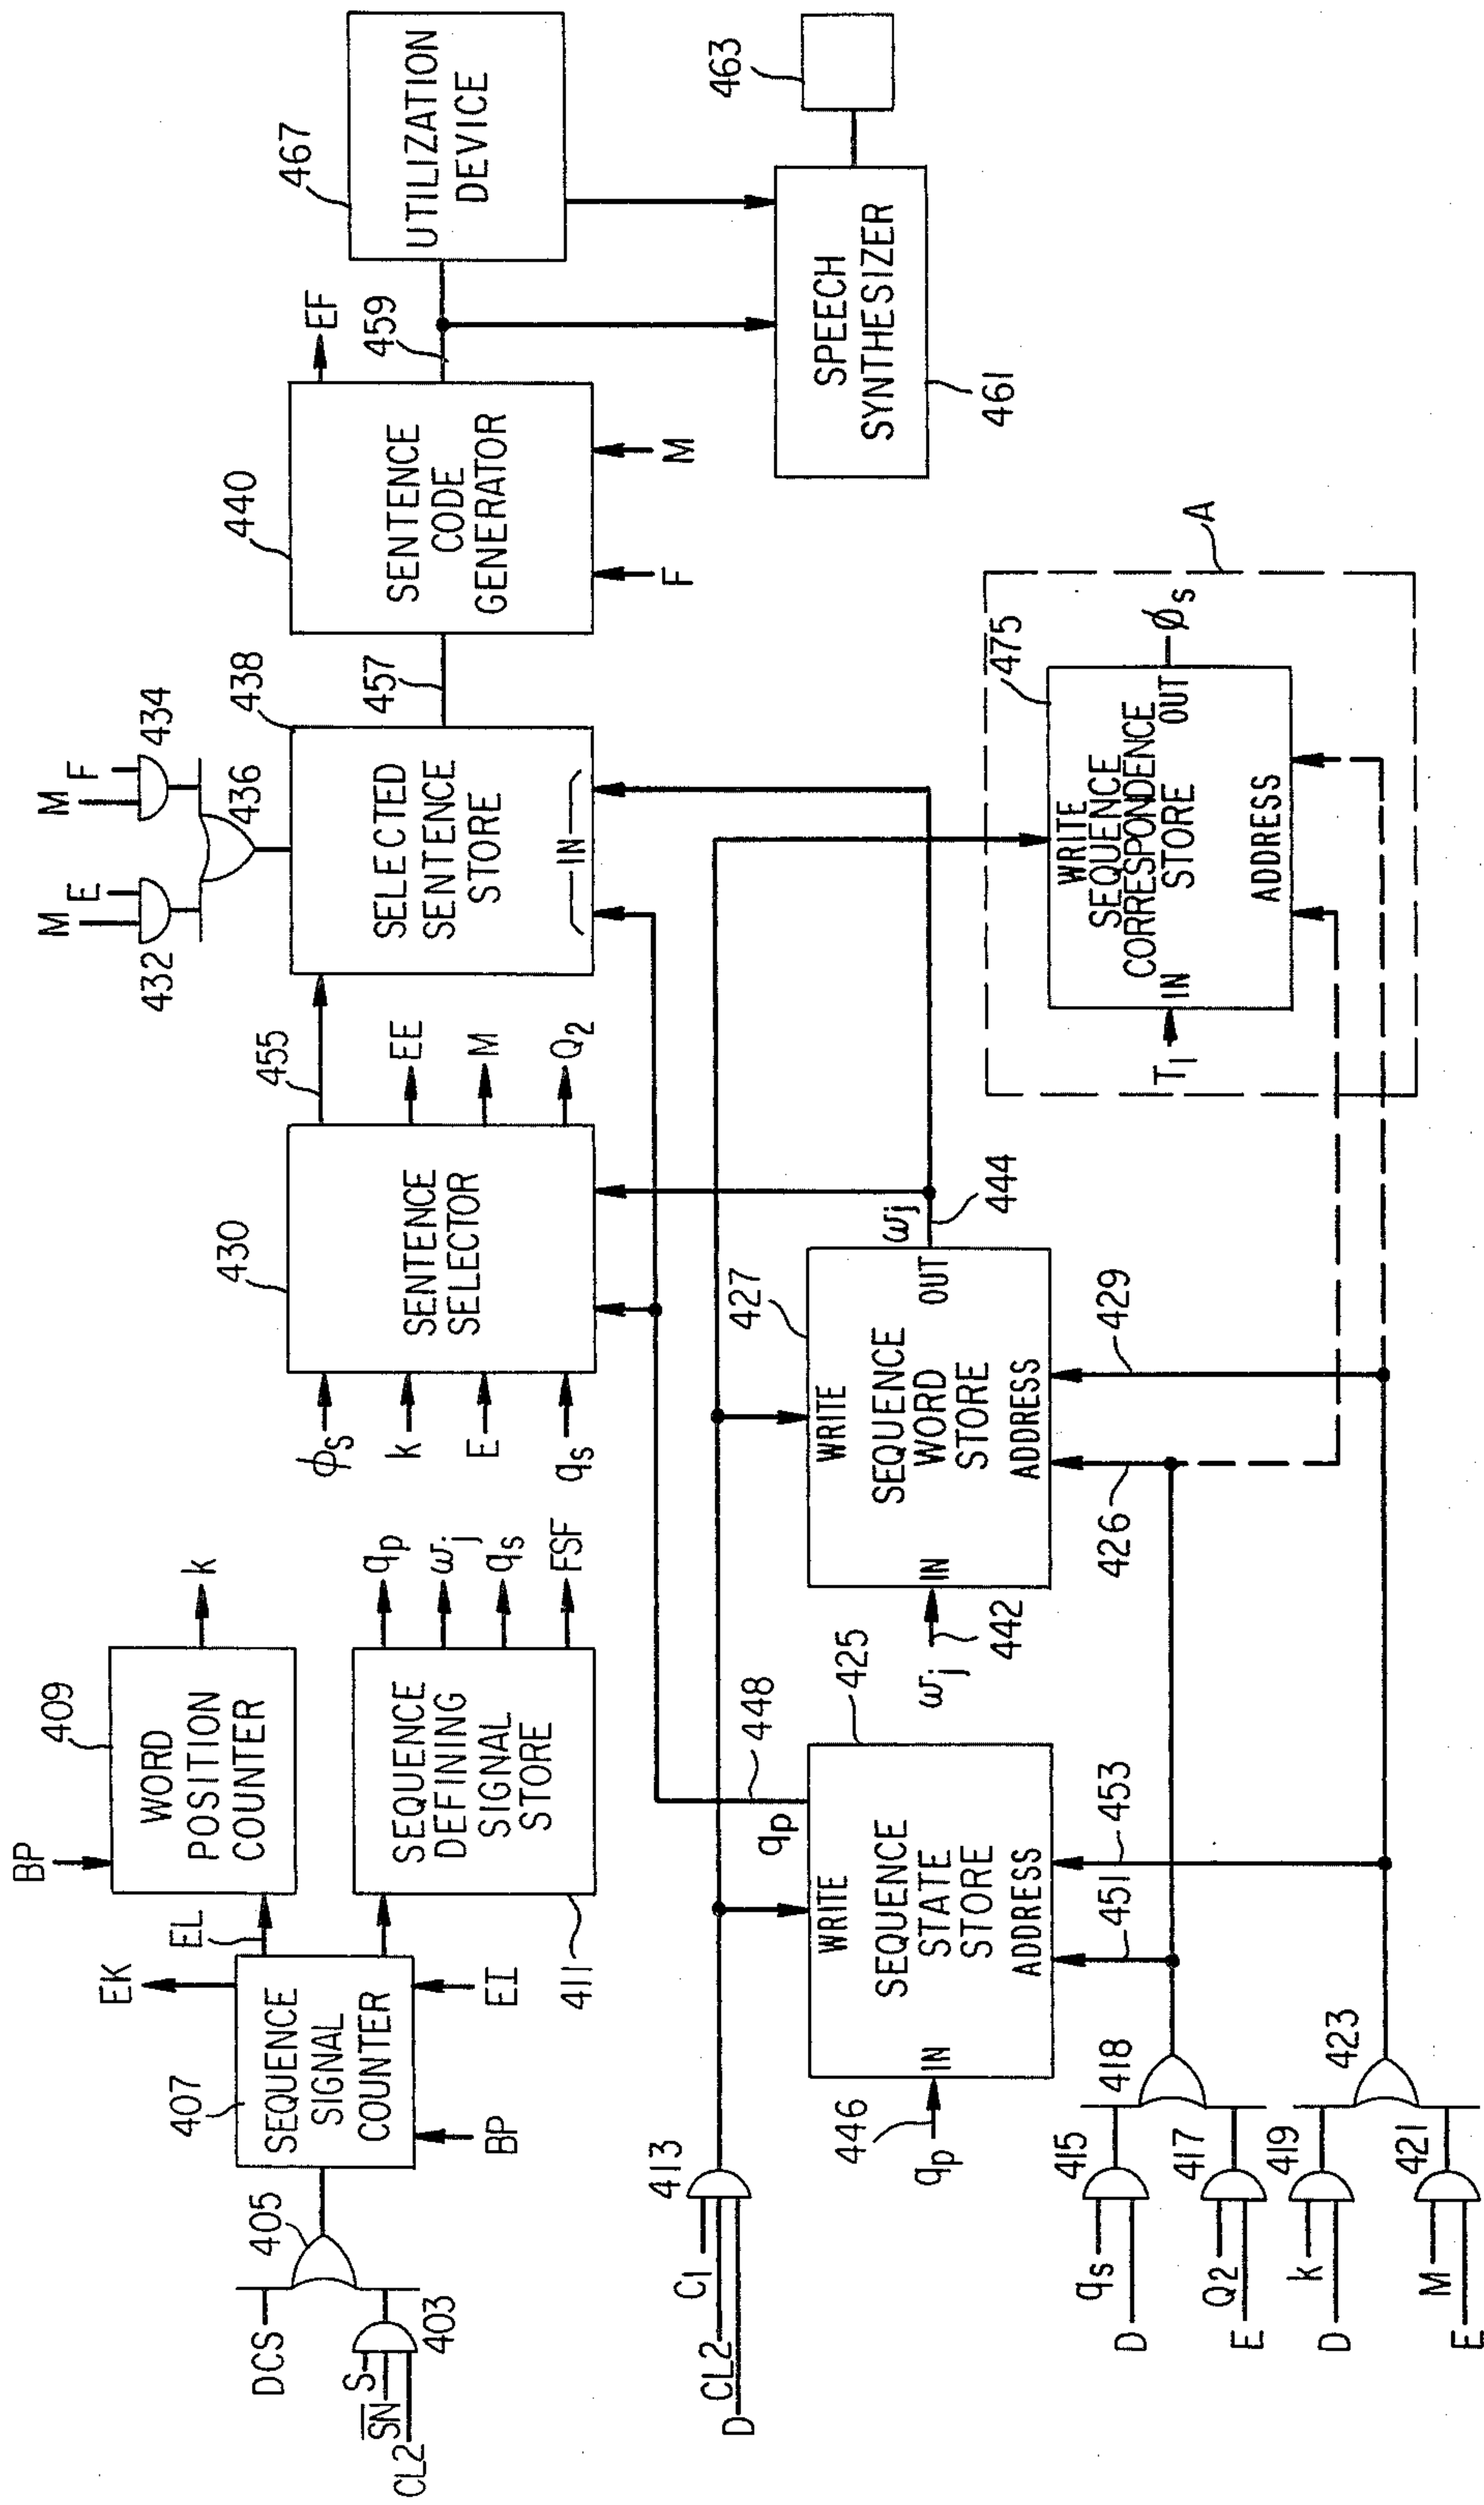 BP
409
WORD
POSITION
COUNTER
k
EK
EL
407
SEQUENCE
SIGNAL
COUNTER
BP
EI
SEQUENCE
DEFINING
SIGNAL
STORE
411
qp
ωj
qs
FSF
405
DCS
S
SN
CL2
403
430
SENTENCE
SELECTOR
ϕs
k
E
qs
455
EE
M
Q2
M
E
432
M
F
434
436
438
SELECTED
SENTENCE
STORE
IN
457
440
SENTENCE
CODE
GENERATOR
F
M
EF
459
467
UTILIZATION
DEVICE
SPEECH
SYNTHESIZER
461
463
C1
CL2
D
413
448
qp
425
WRITE
SEQUENCE
STATE
STORE
IN
ADDRESS
446
qp
451
453
ωj
442
427
WRITE
SEQUENCE
WORD
STORE
IN
OUT
ADDRESS
ωj
444
426
429
A
475
WRITE
SEQUENCE
CORRESPONDENCE
STORE
IN
OUT
ADDRESS
T1
ϕs
qs
D
415
Q2
E
417
418
k
D
419
M
E
421
423